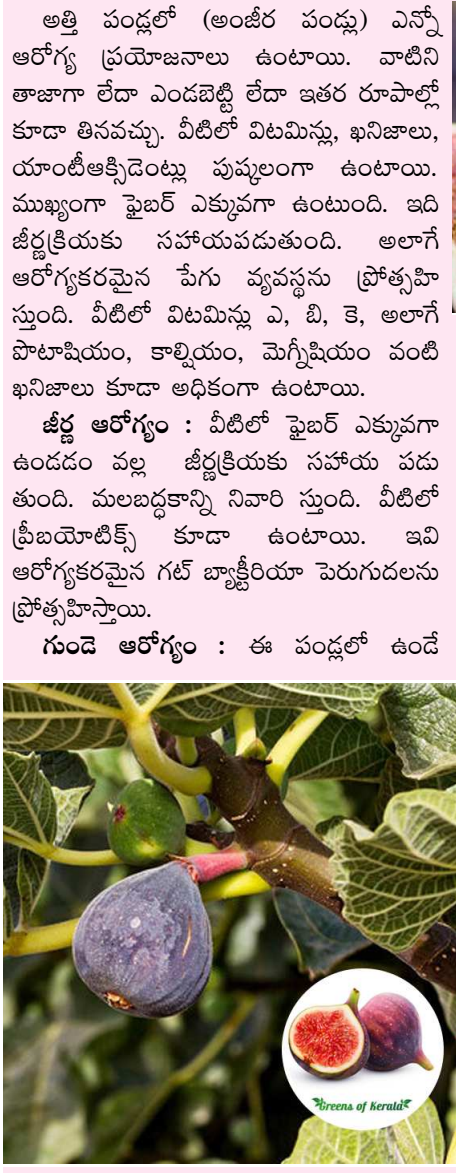 అత్తి పండ్లలో (అంజీర పండ్లు) ఎన్నో
ఆరోగ్య ప్రయోజనాలు ఉంటాయి. వాటిని
తాజాగా లేదా ఎండబెట్టి లేదా ఇతర రూపాల్లో
కూడా తినవచ్చు. వీటిలో విటమిన్లు, ఖనిజాలు,
యాంటీఆక్సిడెంట్లు పుష్కలంగా ఉంటాయి.
ముఖ్యంగా ఫైబర్ ఎక్కువగా ఉంటుంది. ఇది
జీర్ణక్రియకు సహాయపడుతుంది. అలాగే
ఆరోగ్యకరమైన పేగు వ్యవస్థను ప్రోత్సహి
స్తుంది. వీటిలో విటమిన్లు ఎ, బి, కె, అలాగే
పొటాషియం, కాల్షియం, మెగ్నీషియం వంటి
ఖనిజాలు కూడా అధికంగా ఉంటాయి.
జీర్ణ ఆరోగ్యం : వీటిలో ఫైబర్ ఎక్కువగా
ఉండడం వల్ల జీర్ణక్రియకు సహాయ పడు
తుంది. మలబద్ధకాన్ని నివారి స్తుంది. వీటిలో
ప్రీబయోటిక్స్ కూడా ఉంటాయి. ఇవి
ఆరోగ్యకరమైన గట్ బ్యాక్టీరియా పెరుగుదలను
ప్రోత్సహిస్తాయి.
గుండె ఆరోగ్యం : ఈ పండ్లలో ఉండే
Greens of Kerala